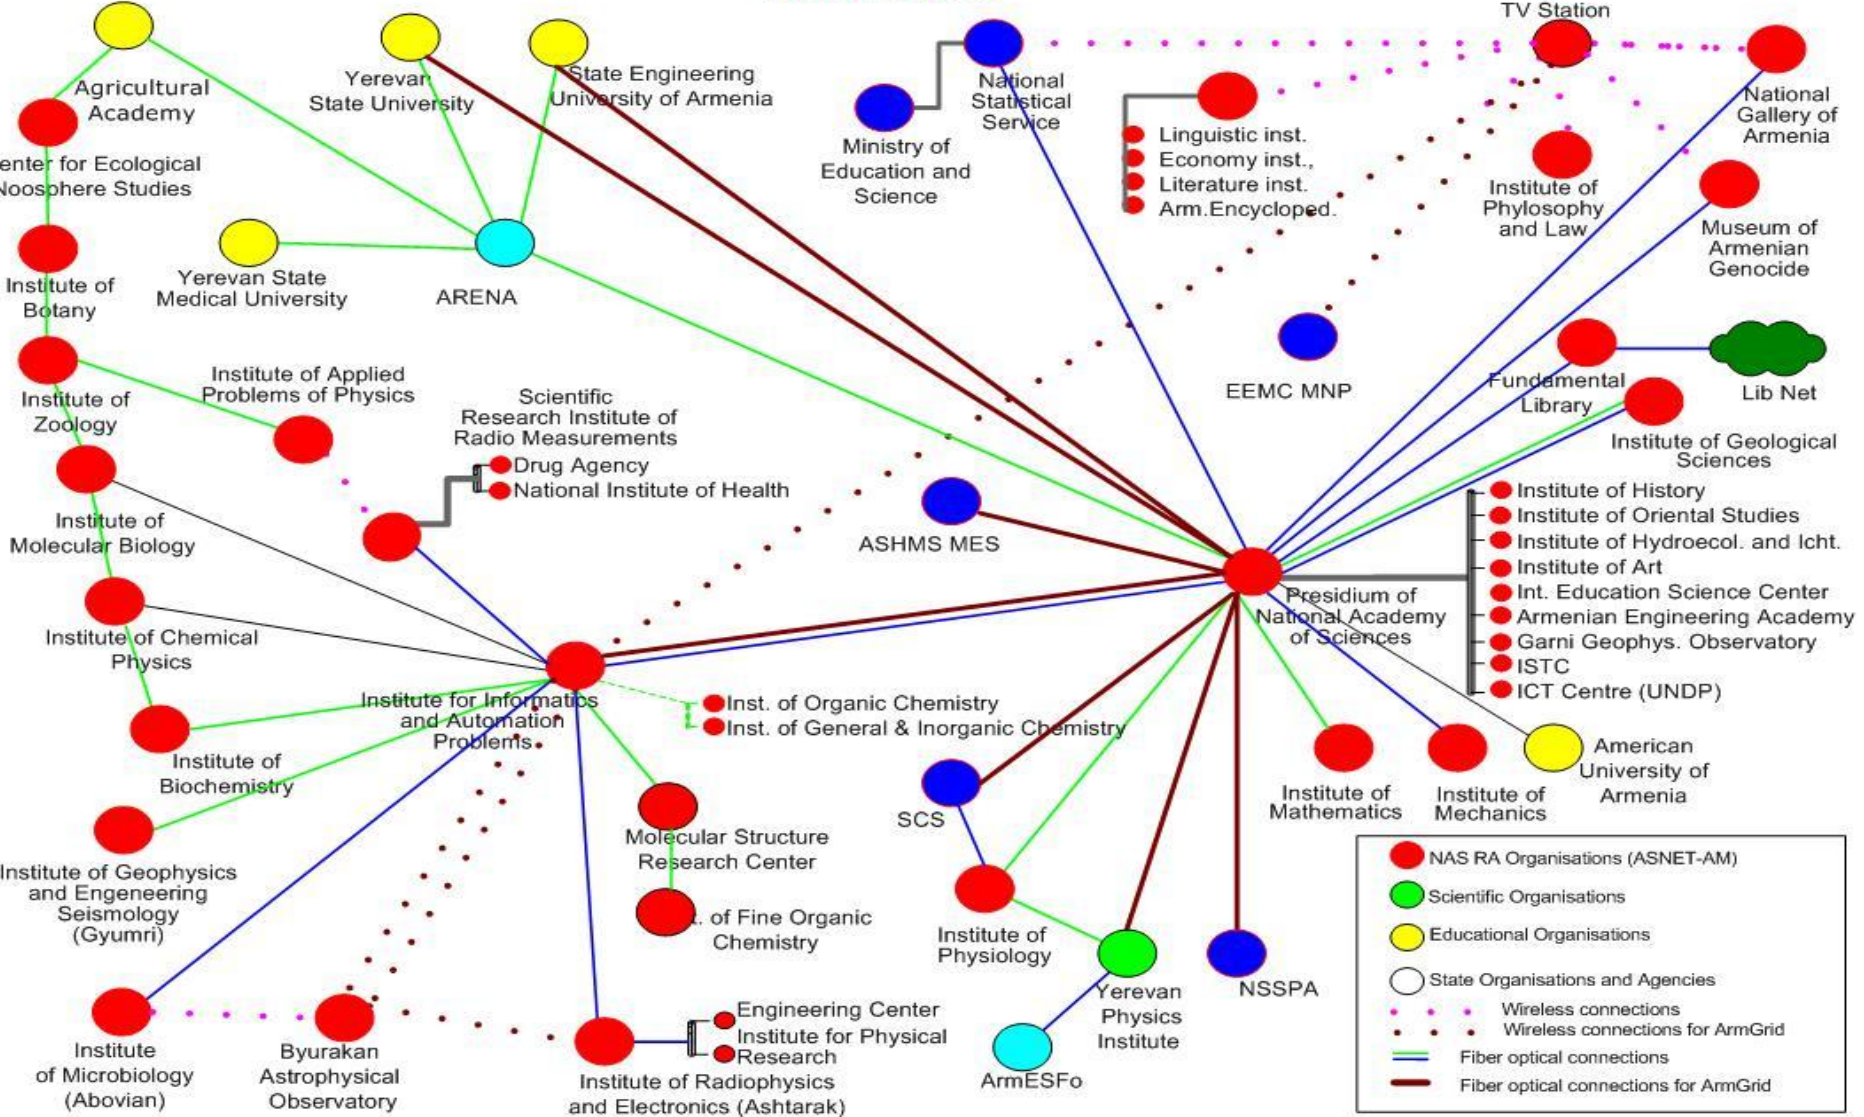 TV Station
Agricultural
Academy
Yerevan
State University
State Engineering
University of Armenia
National
Statistical
Service
Ministry of
Education and
Science
Linguistic inst.
Economy inst.,
Literature inst.
Arm.Encycloped.
Institute of
Phylosophy
and Law
National
Gallery of
Armenia
Museum of
Armenian
Genocide
enter for Ecological
Noosphere Studies
Yerevan State
Medical University
ARENA
Institute of
Botany
EEMC MNP
Fundamental
Library
Lib Net
Institute of Geological
Sciences
Institute of
Zoology
Institute of Applied
Problems of Physics
Scientific
Research Institute of
Radio Measurements
Drug Agency
National Institute of Health
Institute of
Molecular Biology
ASHMS MES
Institute of History
Institute of Oriental Studies
Institute of Hydroecol. and Icht.
Institute of Art
Int. Education Science Center
Armenian Engineering Academy
Garni Geophys. Observatory
ISTC
ICT Centre (UNDP)
Presidium of
National Academy
of Sciences
Institute of Chemical
Physics
Institute for Informatics
and Automation
Problems
Inst. of Organic Chemistry
Inst. of General & Inorganic Chemistry
Institute of
Biochemistry
SCS
Institute of
Mathematics
Institute of
Mechanics
American
University of
Armenia
Institute of Geophysics
and Engeneering
Seismology
(Gyumri)
Molecular Structure
Research Center
t. of Fine Organic
Chemistry
Institute of
Physiology
Yerevan
Physics
Institute
NSSPA
ArmESFo
Institute
of Microbiology
(Abovian)
Byurakan
Astrophysical
Observatory
Engineering Center
Institute for Physical
Research
Institute of Radiophysics
and Electronics (Ashtarak)
NAS RA Organisations (ASNET-AM)
Scientific Organisations
Educational Organisations
State Organisations and Agencies
Wireless connections
Wireless connections for ArmGrid
Fiber optical connections
Fiber optical connections for ArmGrid